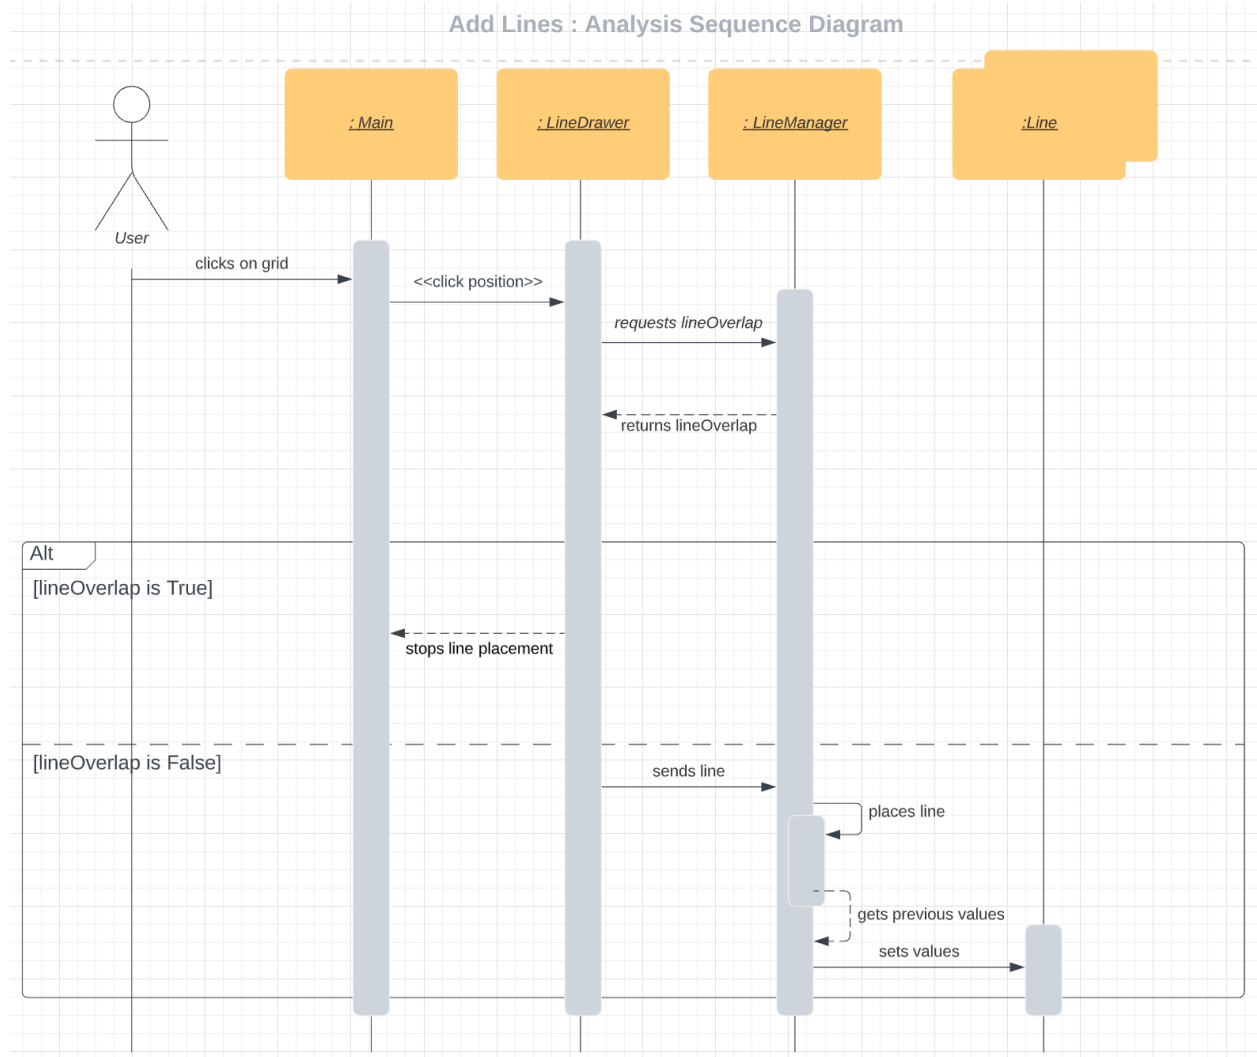 Add Lines : Analysis Sequence Diagram
: Main
: LineDrawer
: LineManager
:Line
User
clicks on grid
<<click position>>
requests lineOverlap
returns lineOverlap
Alt
[lineOverlap is True]
stops line placement
[lineOverlap is False]
sends line
places line
gets previous values
sets values